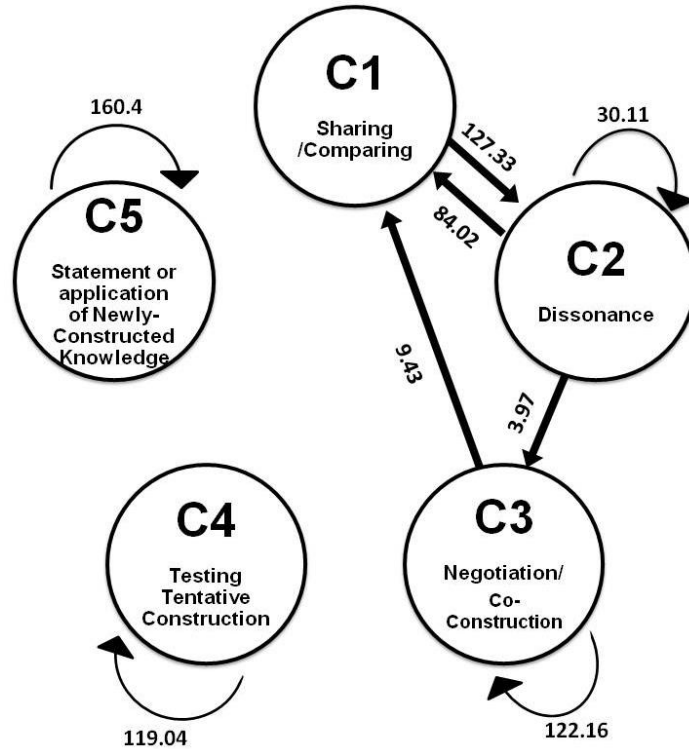 C1
Sharing
/Comparing
160.4
30.11
127.33
84.02
C5
Statement or
application
of Newly-
Constructed
Knowledge
C2
Dissonance
9.43
3.97
C4
Testing
Tentative
Construction
C3
Negotiation/
Co-
Construction
119.04
122.16